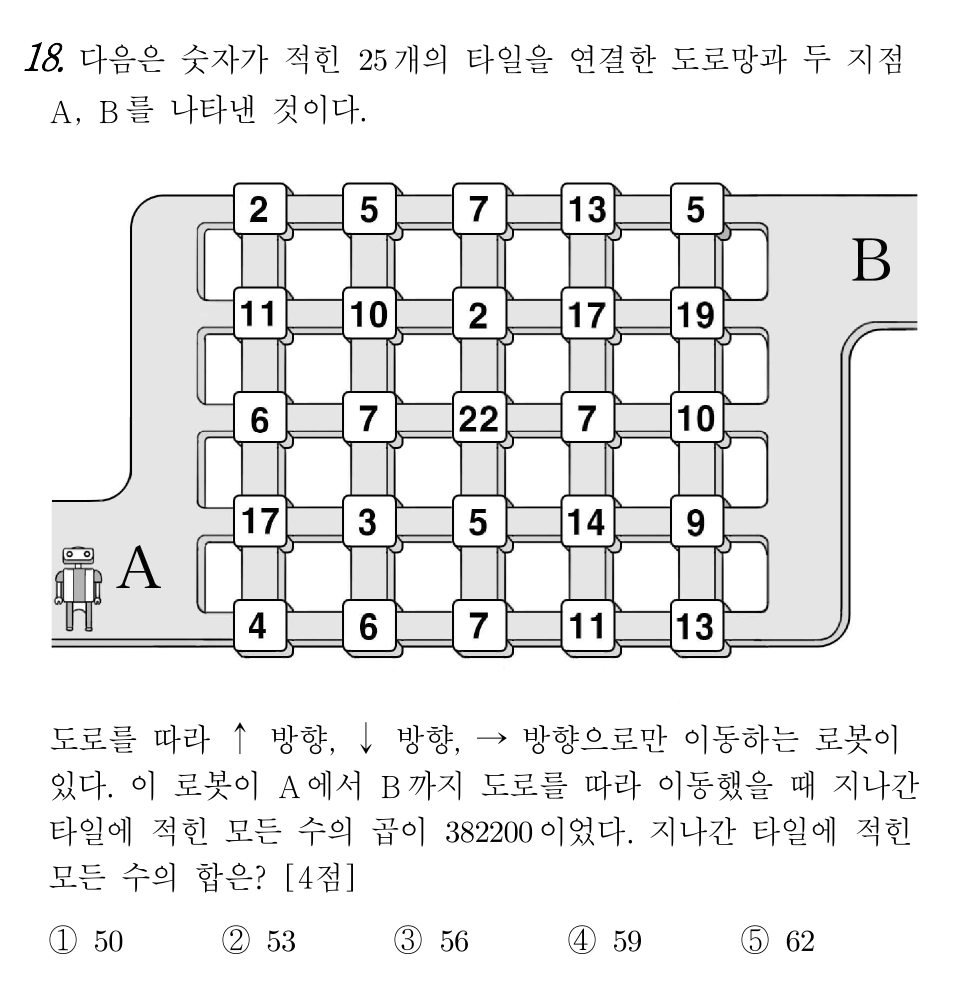 18. 다음은 숫자가 적힌 25개의 타일을 연결한 도로망과 두 지점
A, B를 나타낸 것이다.
2 5 7 13 5
B
11 10 2 17 19
6 7 22 7 10
17 3 5 14 9
A
4 6 7 11 13
도로를 따라 ↑ 방향, ↓ 방향, → 방향으로만 이동하는 로봇이
있다. 이 로봇이 A에서 B까지 도로를 따라 이동했을 때 지나간
타일에 적힌 모든 수의 곱이 382200이었다. 지나간 타일에 적힌
모든 수의 합은? [4점]
① 50 ② 53 ③ 56 ④ 59 ⑤ 62